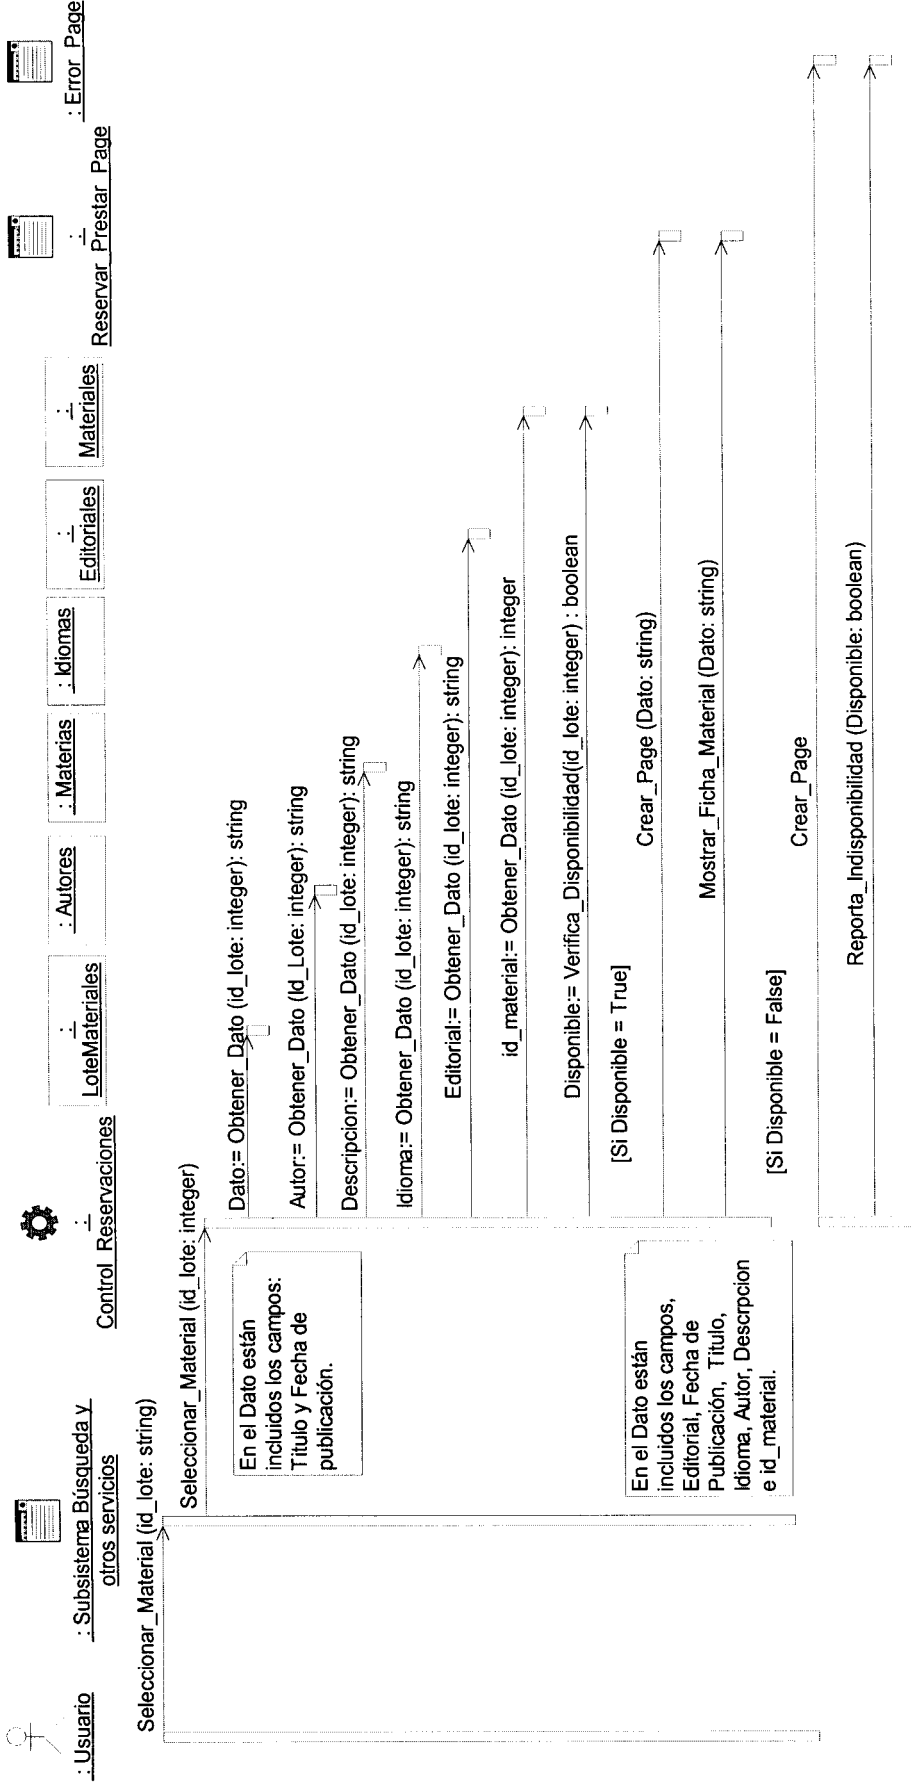 : Usuario
: Subsistema Búsqueda y
otros servicios
:
Control_Reservaciones
:
LoteMateriales
: Autores
: Materias
: Idiomas
:
Editoriales
:
Materiales
:
Reservar_Prestar_Page
: Error_Page
Seleccionar_Material (id_lote: string)
Seleccionar_Material (id_lote: integer)
Dato:= Obtener_Dato (id_lote: integer): string
En el Dato están
incluidos los campos:
Titulo y Fecha de
publicación.
Autor:= Obtener_Dato (Id_Lote: integer): string
Descripcion:= Obtener_Dato (id_lote: integer): string
Idioma:= Obtener_Dato (id_lote: integer): string
Editorial:= Obtener_Dato (id_lote: integer): string
id_material:= Obtener_Dato (id_lote: integer): integer
Disponible:= Verifica_Disponibilidad(id_lote: integer) : boolean
[Si Disponible = True]
Crear_Page (Dato: string)
En el Dato están
incluidos los campos,
Editorial, Fecha de
Publicación, Titulo,
Idioma, Autor, Descrpcion
e id_material.
Mostrar_Ficha_Material (Dato: string)
[Si Disponible = False]
Crear_Page
Reporta_Indisponibilidad (Disponible: boolean)